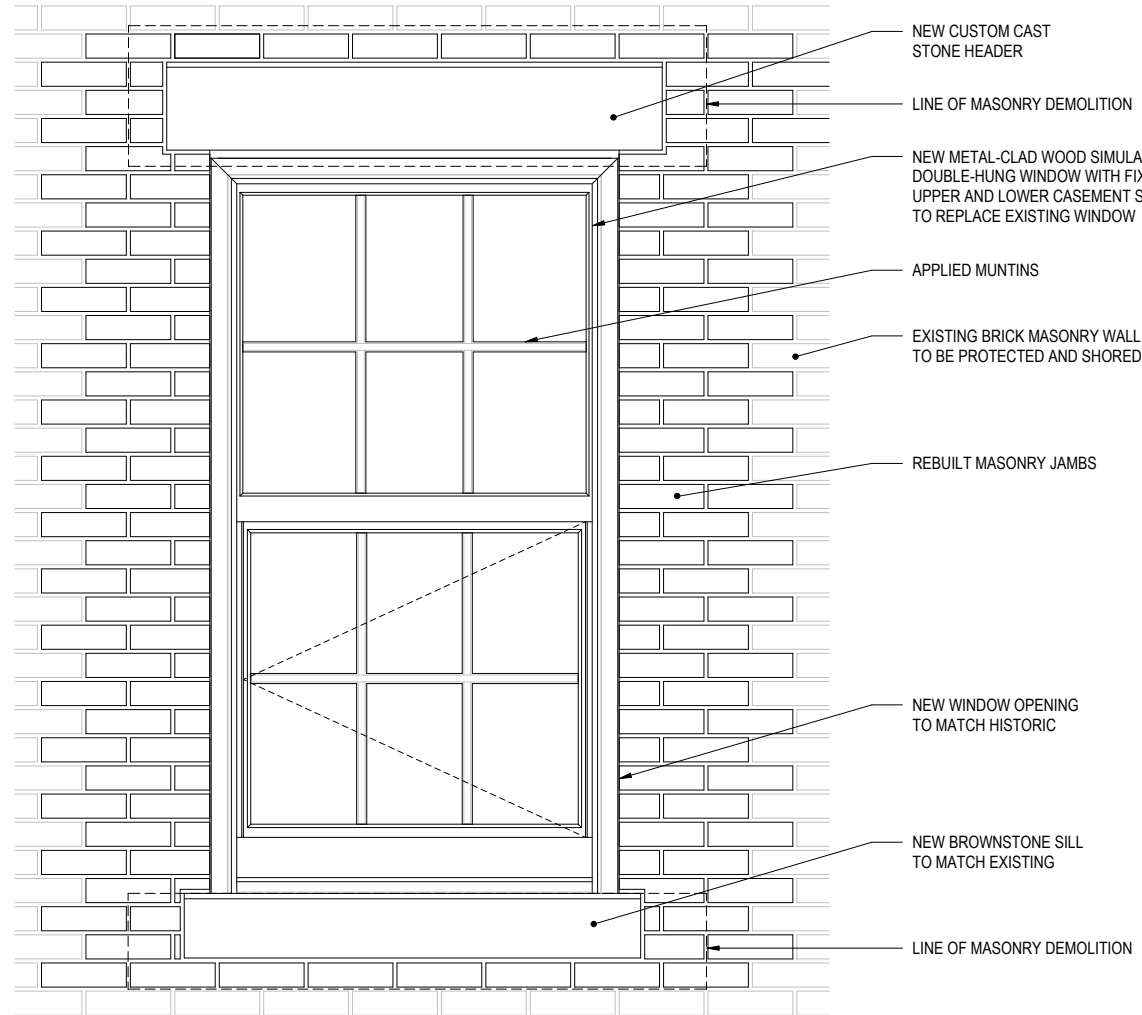 NEW CUSTOM CAST
STONE HEADER
LINE OF MASONRY DEMOLITION
NEW METAL-CLAD WOOD
DOUBLE-HUNG WINDOW WITH
UPPER AND LOWER CASEMENT
TO REPLACE EXISTING WINDOW
APPLIED MUNTINS
EXISTING BRICK MASONRY WALL
TO BE PROTECTED AND SHORED
REBUILT MASONRY JAMBS
NEW WINDOW OPENING
TO MATCH HISTORIC
NEW BROWNSTONE SILL
TO MATCH EXISTING
LINE OF MASONRY DEMOLITION